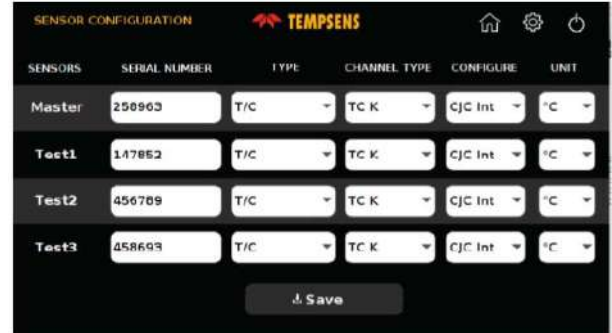 SENSOR CONFIGURATION TEMPSENS
SENSORS SERIAL NUMBER TYPE CHANNEL TYPE CONFIGURE UNIT
Master 258963 T/C TC K CJC Int °C
Test1 147852 T/C TC K CJC Int °C
Test2 456789 T/C TC K CJC Int °C
Test3 458693 T/C TC K CJC Int °C
Save